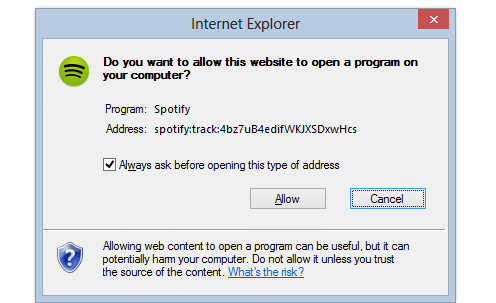 Internet Explorer
Do you want to allow this website to open a program on
your computer?
Program: Spotify
Address: spotify:track:4bz7uB4edifWKJXSDxwHcs
Always ask before opening this type of address
Allow
Cancel
Allowing web content to open a program can be useful, but it can
potentially harm your computer. Do not allow it unless you trust
the source of the content. What's the risk?